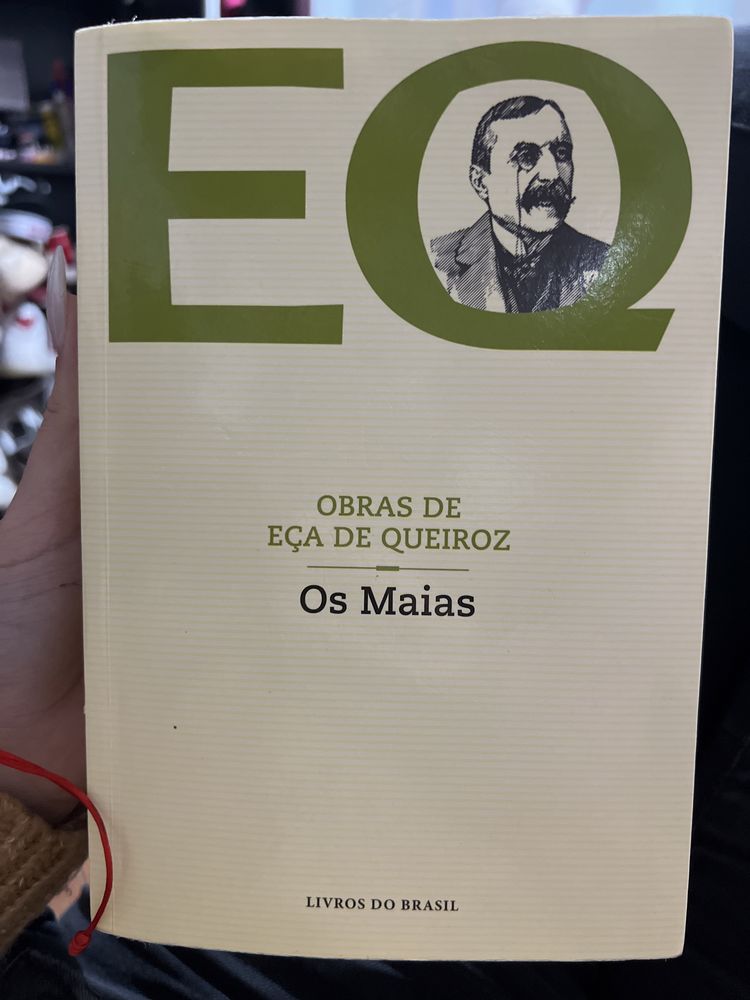 EQ
OBRAS DE
EÇA DE QUEIROZ
Os Maias
LIVROS DO BRASIL